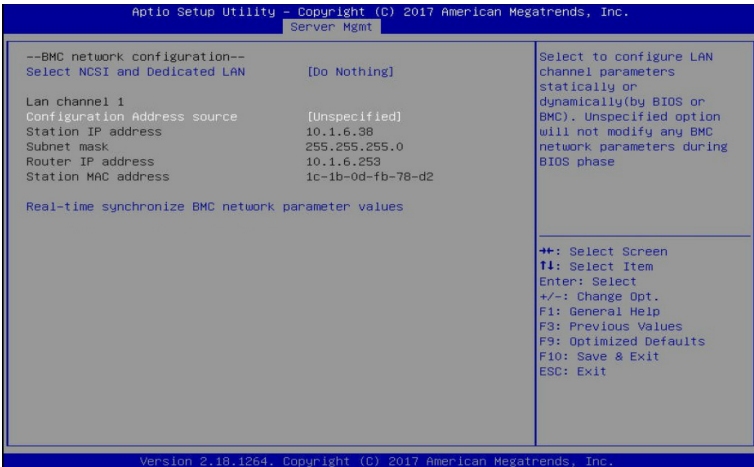 Aptio Setup Utility – Copyright (C) 2017 American Megatrends, Inc.
Server Mgmt
--BMC network configuration--
Select NCSI and Dedicated LAN [Do Nothing]
Lan channel 1
Configuration Address source [Unspecified]
Station IP address 10.1.6.38
Subnet mask 255.255.255.0
Router IP address 10.1.6.253
Station MAC address 1c-1b-0d-fb-78-d2
Real-time synchronize BMC network parameter values
Select to configure LAN
channel parameters
statically or
dynamically(by BIOS or
BMC). Unspecified option
will not modify any BMC
network parameters during
BIOS phase
→←: Select Screen
↑↓: Select Item
Enter: Select
+/-: Change Opt.
F1: General Help
F3: Previous Values
F9: Optimized Defaults
F10: Save & Exit
ESC: Exit
Version 2.18.1264. Copyright (C) 2017 American Megatrends, Inc.